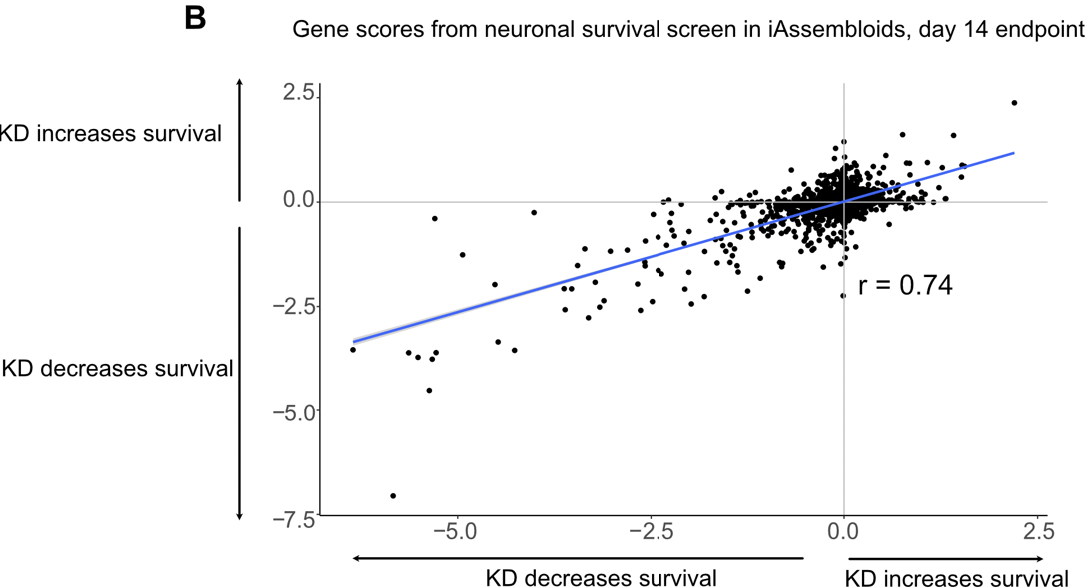 B
Gene scores from neuronal survival screen in iAssembloids, day 14 endpoint
KD increases survival
KD decreases survival
2.5
0.0
−2.5
−5.0
−7.5
r = 0.74
−5.0 −2.5 0.0 2.5
KD decreases survival KD increases survival